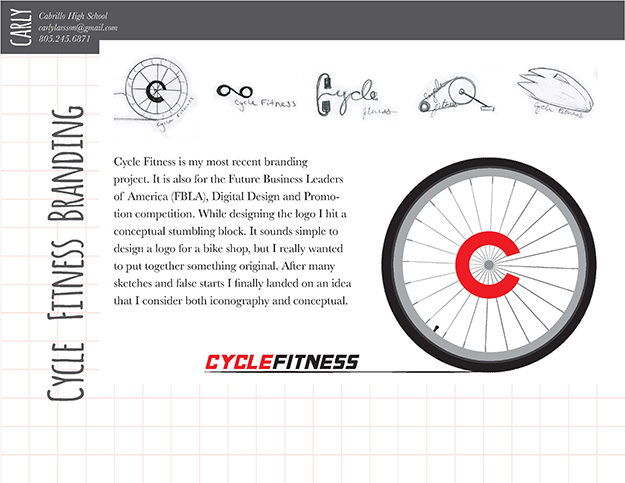 CARLY
Cabrillo High School
carlylarsson@gmail.com
805.245.6871
Cycle Fitness
Cycle Fitness
Cycle
fitness
Cycle
fitness
Cycle Fitness
CYCLE FITNESS BRANDING
Cycle Fitness is my most recent branding
project. It is also for the Future Business Leaders
of America (FBLA), Digital Design and Promo-
tion competition. While designing the logo I hit a
conceptual stumbling block. It sounds simple to
design a logo for a bike shop, but I really wanted
to put together something original. After many
sketches and false starts I finally landed on an idea
that I consider both iconography and conceptual.
C
CYCLEFITNESS